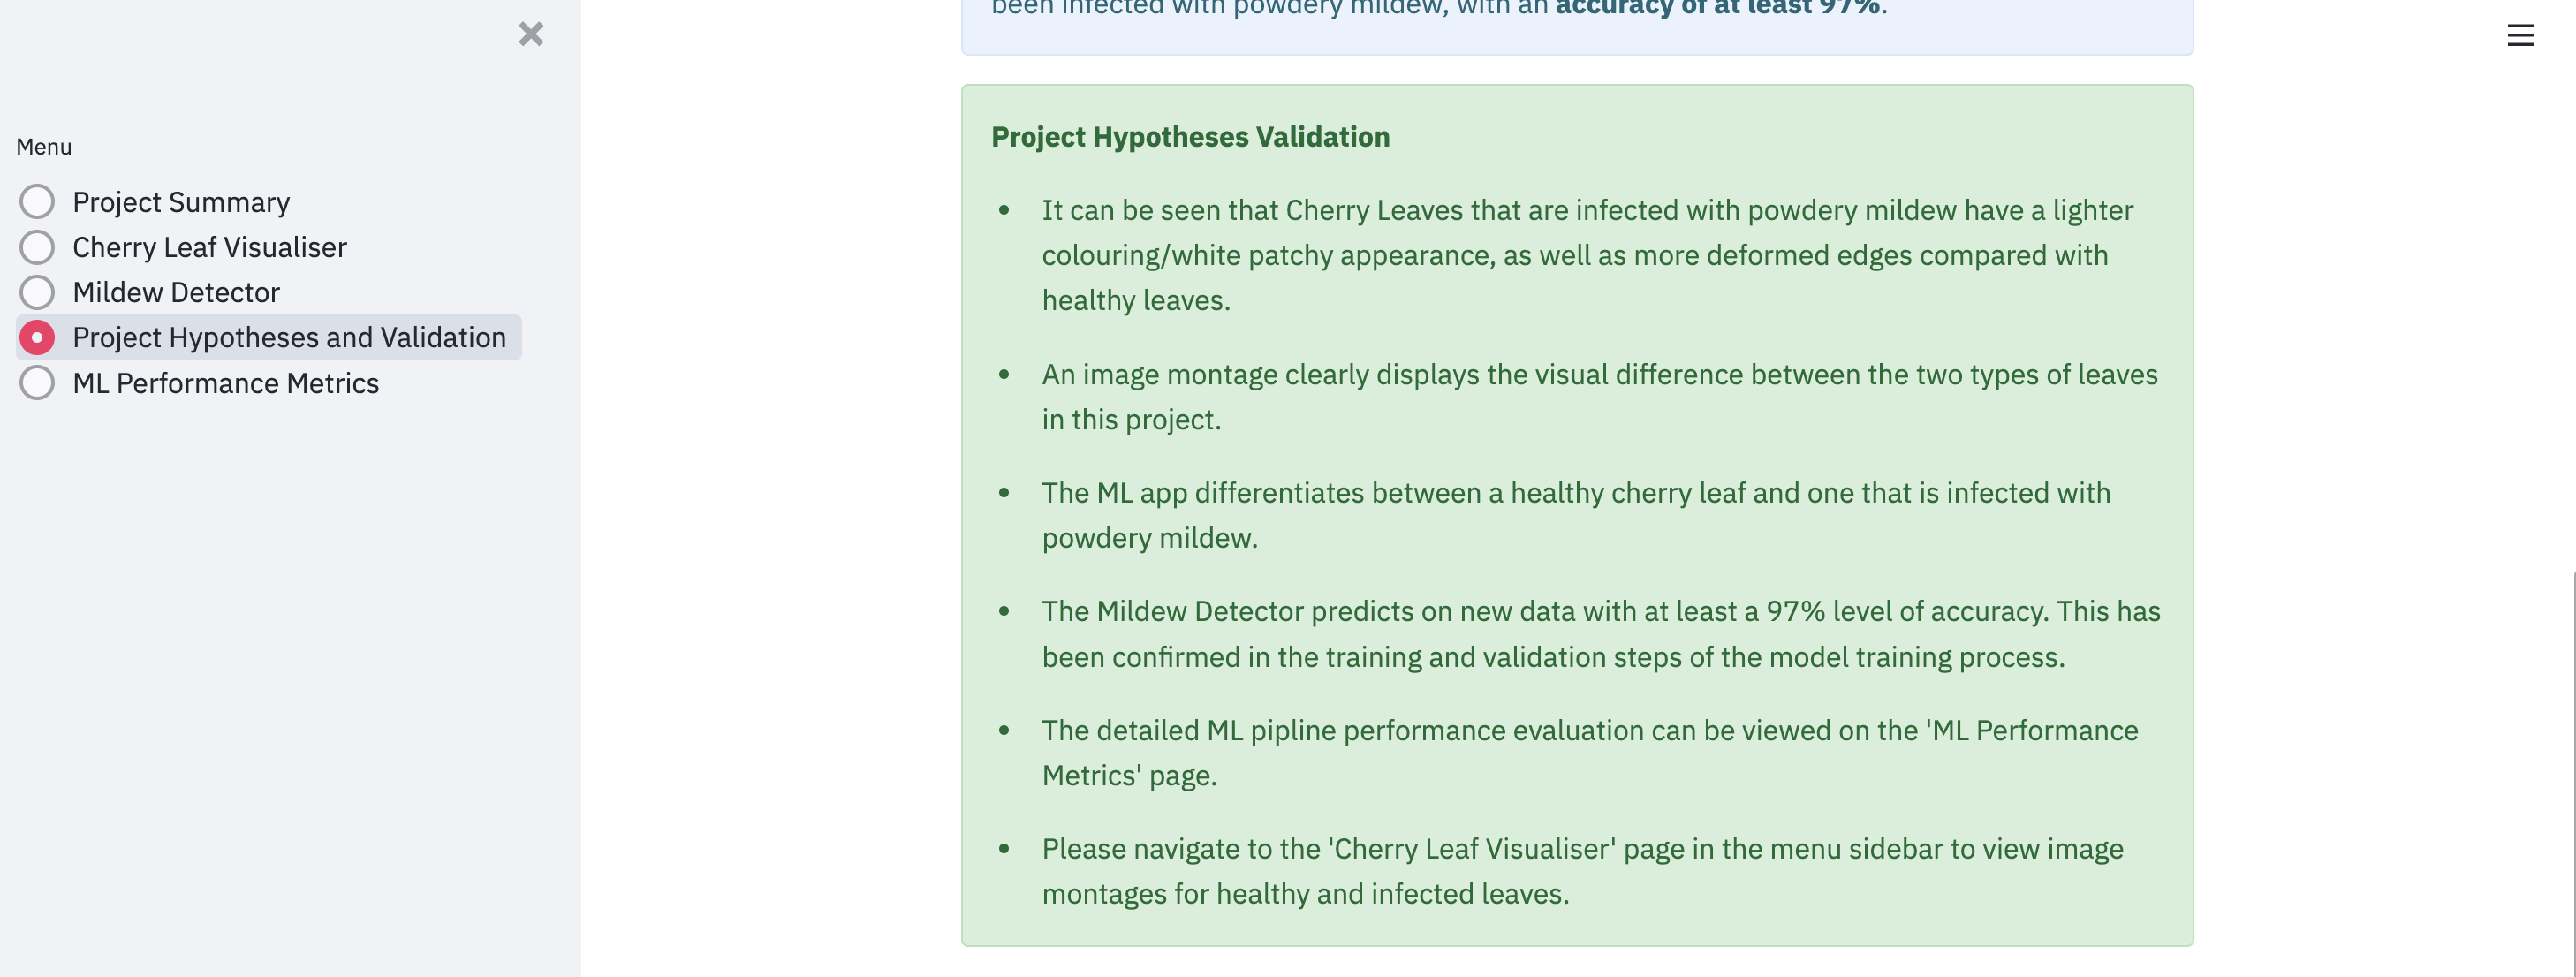 Menu
Project Summary
Cherry Leaf Visualiser
Mildew Detector
Project Hypotheses and Validation
ML Performance Metrics
been infected with powdery mildew, with an accuracy of at least 97%.
Project Hypotheses Validation
It can be seen that Cherry Leaves that are infected with powdery mildew have a lighter
colouring/white patchy appearance, as well as more deformed edges compared with
healthy leaves.
An image montage clearly displays the visual difference between the two types of leaves
in this project.
The ML app differentiates between a healthy cherry leaf and one that is infected with
powdery mildew.
The Mildew Detector predicts on new data with at least a 97% level of accuracy. This has
been confirmed in the training and validation steps of the model training process.
The detailed ML pipline performance evaluation can be viewed on the 'ML Performance
Metrics' page.
Please navigate to the 'Cherry Leaf Visualiser' page in the menu sidebar to view image
montages for healthy and infected leaves.